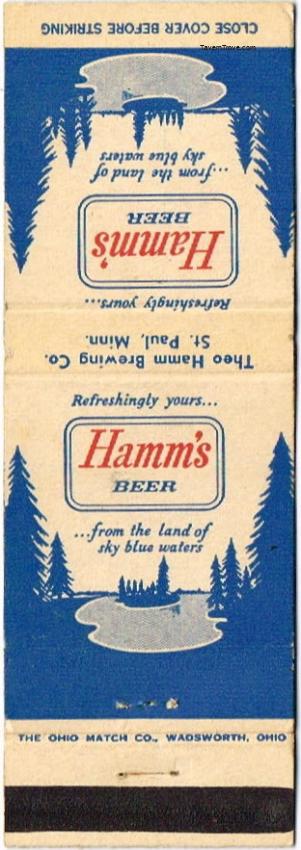 CLOSE COVER BEFORE STRIKING
TavernTrove.com
...from the land of
sky blue waters
Hamm's
BEER
Refreshingly yours...
Theo Hamm Brewing Co.
St. Paul, Minn.
Refreshingly yours...
Hamm's
BEER
...from the land of
sky blue waters
THE OHIO MATCH CO., WADSWORTH, OHIO